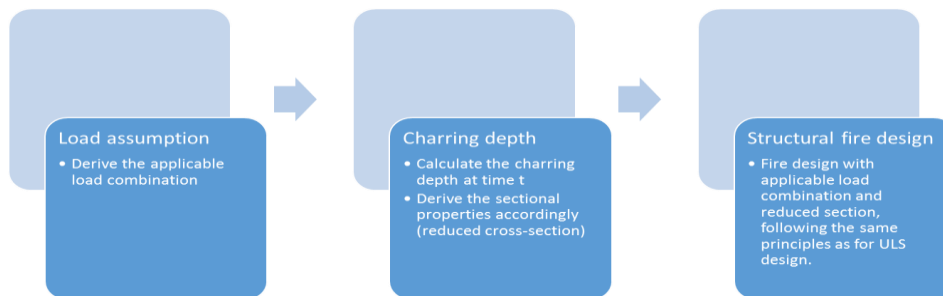 Load assumption
• Derive the applicable
load combination
Charring depth
• Calculate the charring
depth at time t
• Derive the sectional
properties accordingly
(reduced cross-section)
Structural fire design
• Fire design with
applicable load
combination and
reduced section,
following the same
principles as for ULS
design.